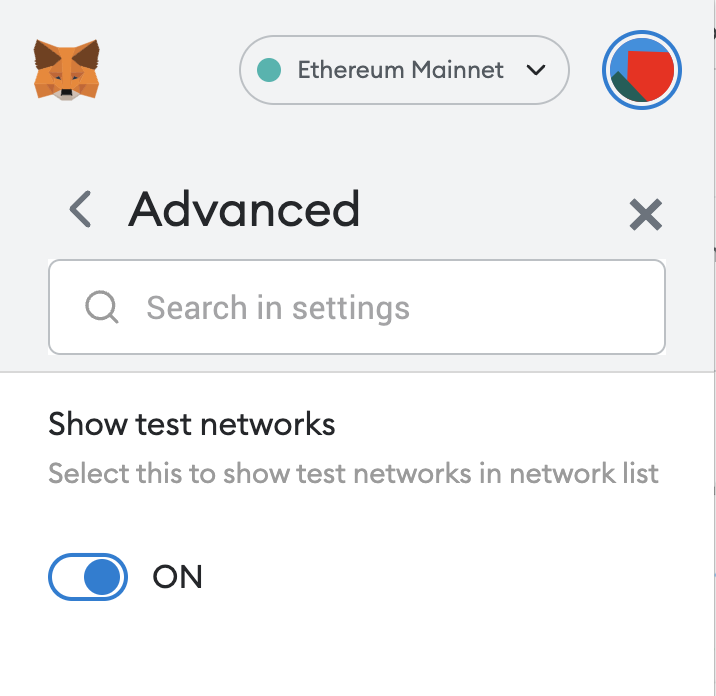 Ethereum Mainnet
Advanced
Search in settings
Show test networks
Select this to show test networks in network list
ON